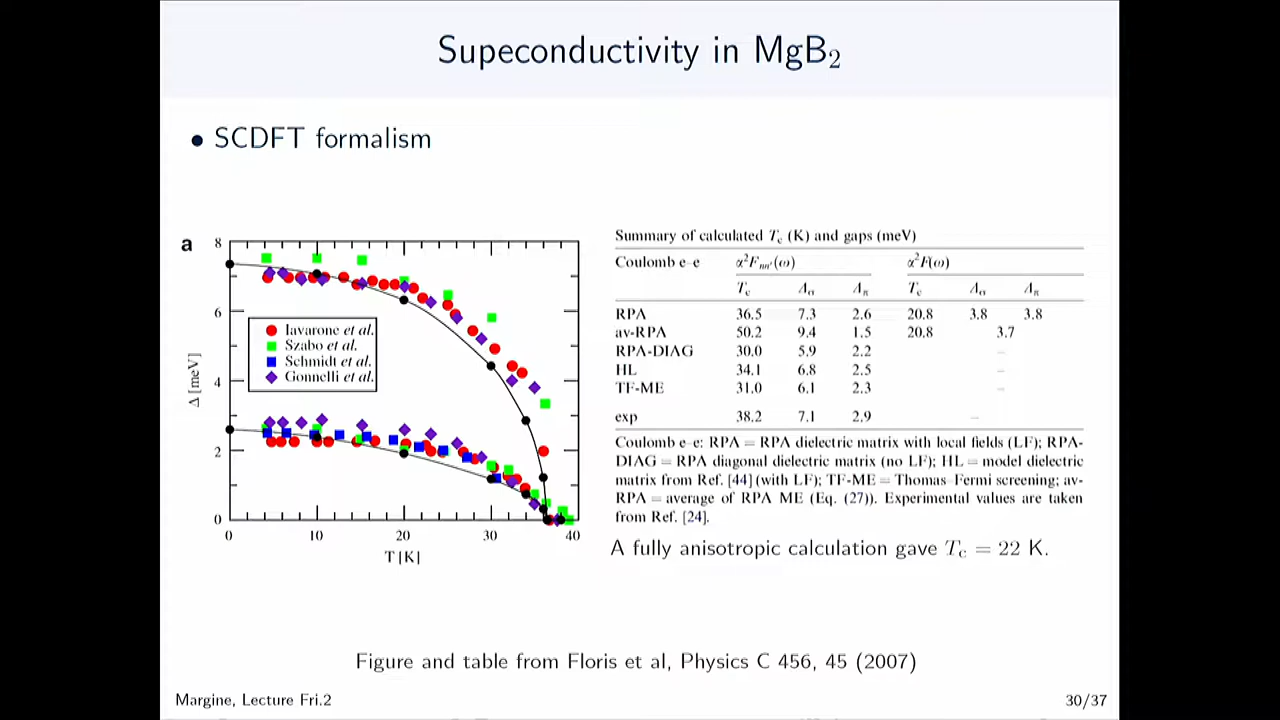 Supeconductivity in MgB₂
• SCDFT formalism
a
8
6
4
2
0
Δ [meV]
Iavarone et al.
Szabo et al.
Schmidt et al.
Gonnelli et al.
0 10 20 30 40
T [K]
Summary of calculated Tc (K) and gaps (meV)
Coulomb e–e α²Fnn′(ω) α²F(ω)
Tc Δσ Δπ Tc Δσ Δπ
RPA 36.5 7.3 2.6 20.8 3.8 3.8
av-RPA 50.2 9.4 1.5 20.8 3.7
RPA-DIAG 30.0 5.9 2.2 –
HL 34.1 6.8 2.5 –
TF-ME 31.0 6.1 2.3 –
exp 38.2 7.1 2.9 –
Coulomb e–e: RPA = RPA dielectric matrix with local fields (LF); RPA-
DIAG = RPA diagonal dielectric matrix (no LF); HL = model dielectric
matrix from Ref. [44] (with LF); TF-ME = Thomas–Fermi screening; av-
RPA = average of RPA ME (Eq. (27)). Experimental values are taken
from Ref. [24].
A fully anisotropic calculation gave Tc = 22 K.
Figure and table from Floris et al, Physics C 456, 45 (2007)
Margine, Lecture Fri.2
30/37